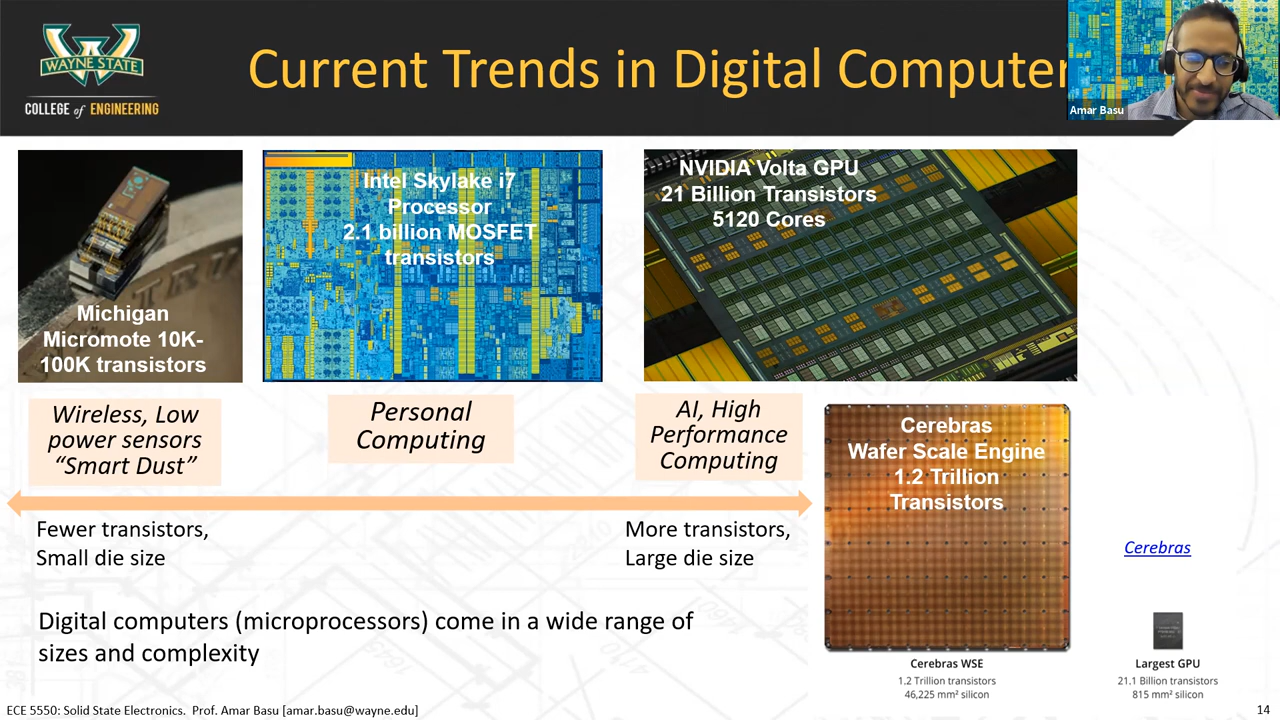 WAYNE STATE
COLLEGE of ENGINEERING
Current Trends in Digital Computer
Amar Basu
Michigan
Micromote 10K-
100K transistors
Intel Skylake i7
Processor
2.1 billion MOSFET
transistors
NVIDIA Volta GPU
21 Billion Transistors
5120 Cores
Wireless, Low
power sensors
“Smart Dust”
Personal
Computing
AI, High
Performance
Computing
Cerebras
Wafer Scale Engine
1.2 Trillion
Transistors
Fewer transistors,
Small die size
More transistors,
Large die size
Cerebras
Digital computers (microprocessors) come in a wide range of
sizes and complexity
Cerebras WSE
1.2 Trillion transistors
46,225 mm² silicon
Largest GPU
21.1 Billion transistors
815 mm² silicon
ECE 5550: Solid State Electronics. Prof. Amar Basu [amar.basu@wayne.edu]
14